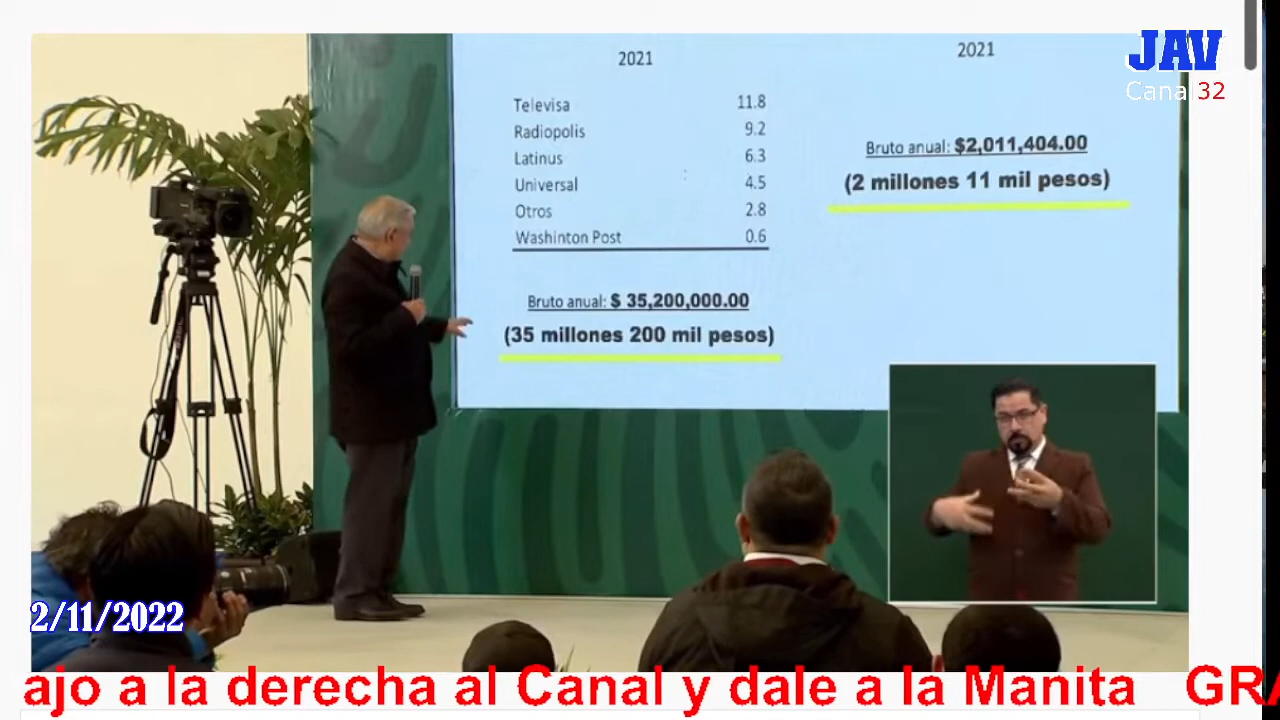 2021
Televisa 11.8
Radiopolis 9.2
Latinus 6.3
Universal 4.5
Otros 2.8
Washinton Post 0.6
Bruto anual: $ 35,200,000.00
(35 millones 200 mil pesos)
2021
Bruto anual: $2,011,404.00
(2 millones 11 mil pesos)
JAV
Canal 32
2/11/2022
ajo a la derecha al Canal y dale a la Manita GRA